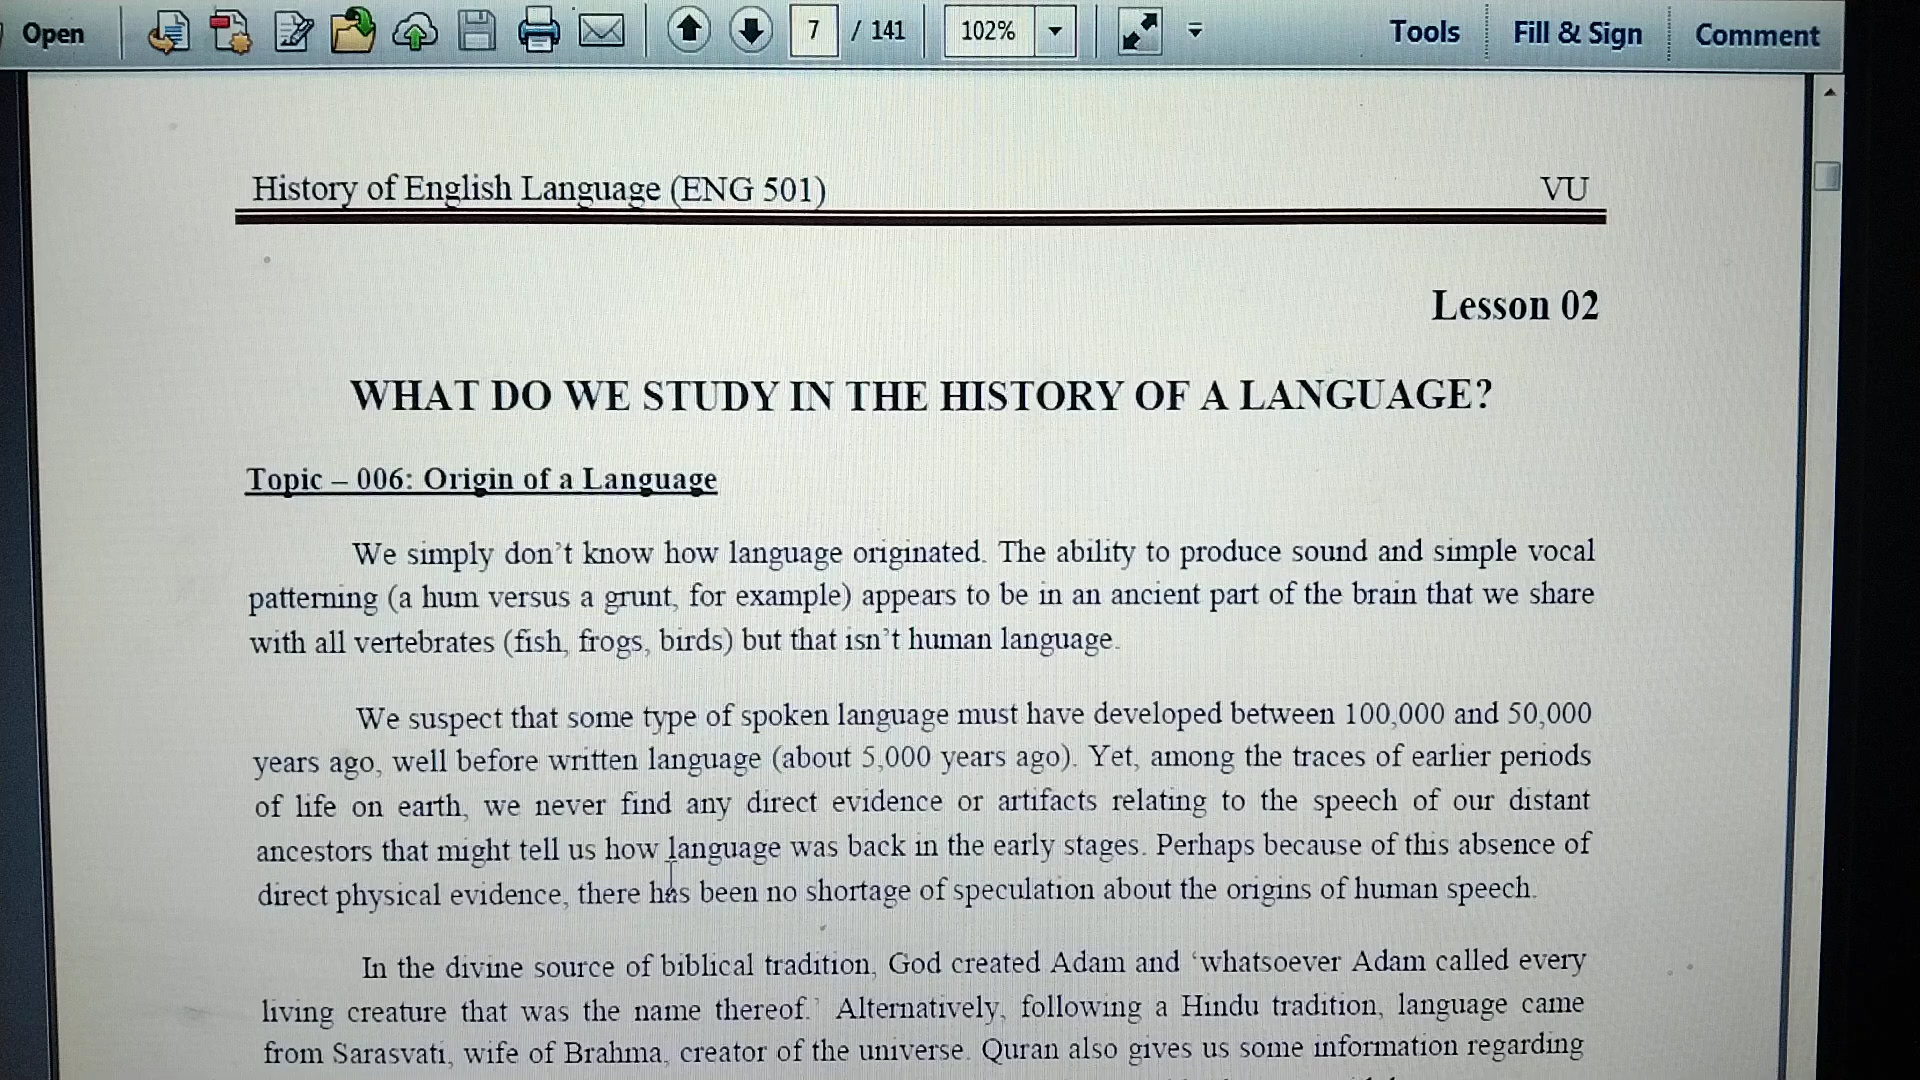 Open
7 / 141
102%
Tools
Fill & Sign
Comment
History of English Language (ENG 501) VU
Lesson 02
WHAT DO WE STUDY IN THE HISTORY OF A LANGUAGE?
Topic – 006: Origin of a Language
We simply don't know how language originated. The ability to produce sound and simple vocal
patterning (a hum versus a grunt, for example) appears to be in an ancient part of the brain that we share
with all vertebrates (fish, frogs, birds) but that isn't human language.
We suspect that some type of spoken language must have developed between 100,000 and 50,000
years ago, well before written language (about 5,000 years ago). Yet, among the traces of earlier periods
of life on earth, we never find any direct evidence or artifacts relating to the speech of our distant
ancestors that might tell us how language was back in the early stages. Perhaps because of this absence of
direct physical evidence, there has been no shortage of speculation about the origins of human speech.
In the divine source of biblical tradition, God created Adam and 'whatsoever Adam called every
living creature that was the name thereof.' Alternatively, following a Hindu tradition, language came
from Sarasvati, wife of Brahma, creator of the universe. Quran also gives us some information regarding